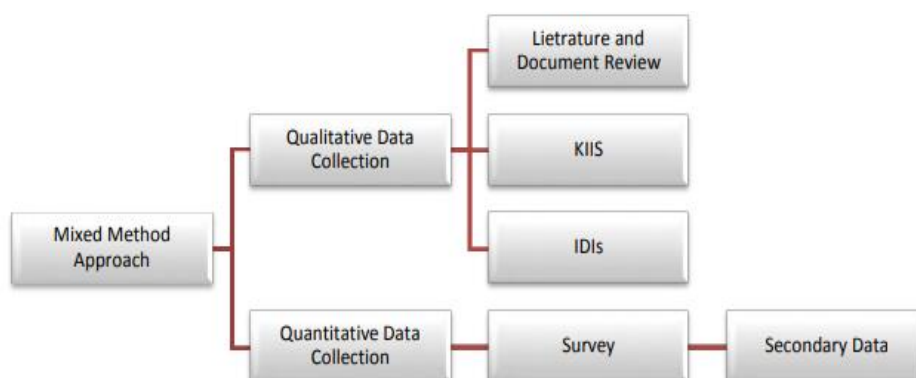 Lietrature and
Document Review
Qualitative Data
Collection
KIIS
IDIs
Mixed Method
Approach
Quantitative Data
Collection
Survey
Secondary Data